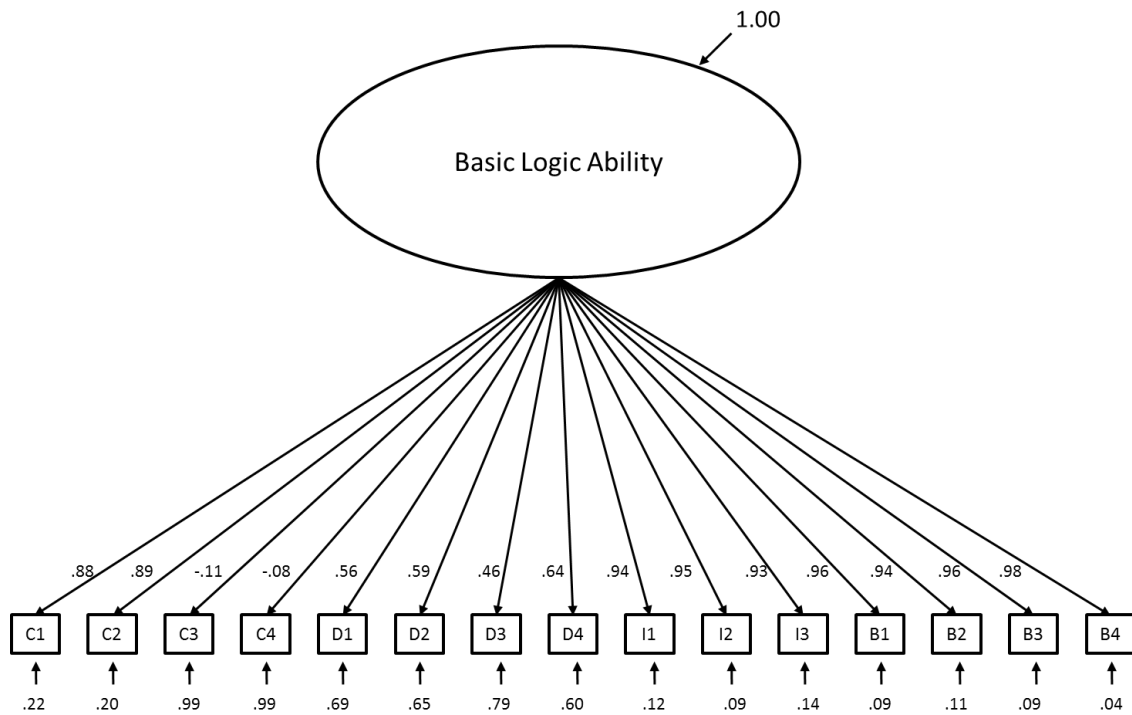 1.00
Basic Logic Ability
.88 .89 -.11 -.08 .56 .59 .46 .64 .94 .95 .93 .96 .94 .96 .98
C1 C2 C3 C4 D1 D2 D3 D4 I1 I2 I3 B1 B2 B3 B4
.22 .20 .99 .99 .69 .65 .79 .60 .12 .09 .14 .09 .11 .09 .04